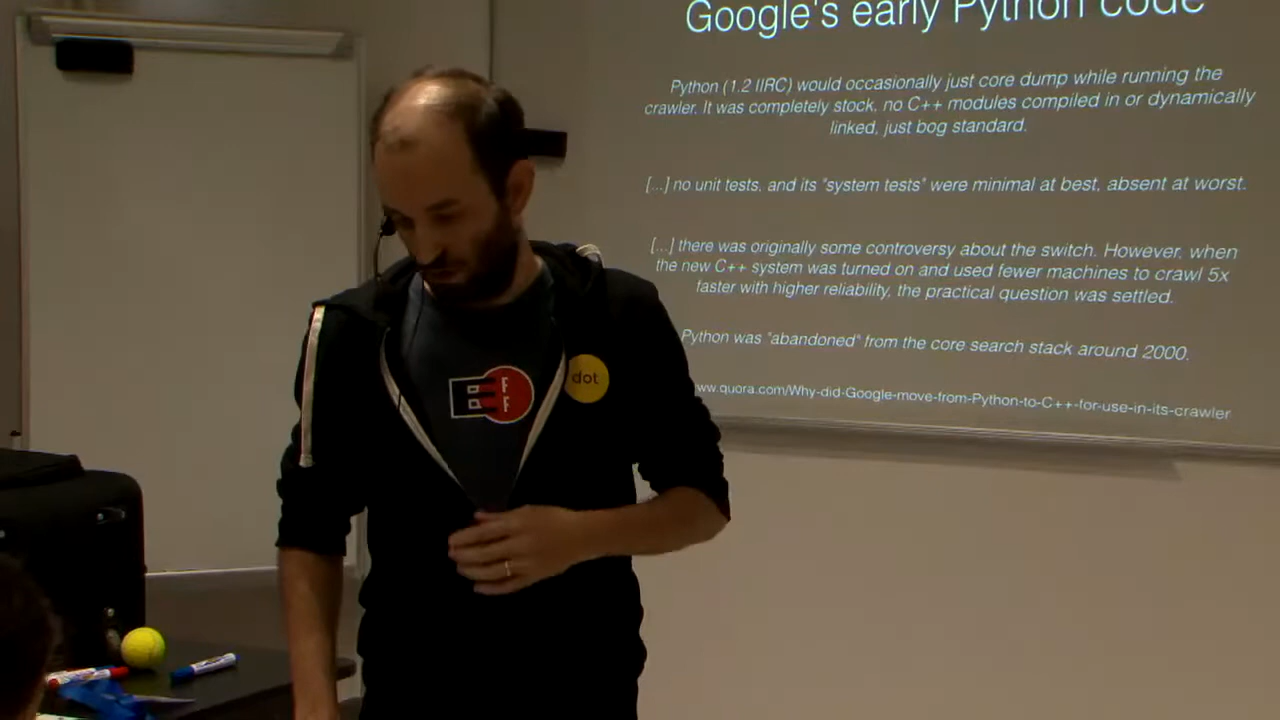 Google's early Python code
Python (1.2 IIRC) would occasionally just core dump while running the
crawler. It was completely stock, no C++ modules compiled in or dynamically
linked, just bog standard.
[...] no unit tests, and its "system tests" were minimal at best, absent at worst.
[...] there was originally some controversy about the switch. However, when
the new C++ system was turned on and used fewer machines to crawl 5x
faster with higher reliability, the practical question was settled.
Python was "abandoned" from the core search stack around 2000.
www.quora.com/Why-did-Google-move-from-Python-to-C++-for-use-in-its-crawler
dot